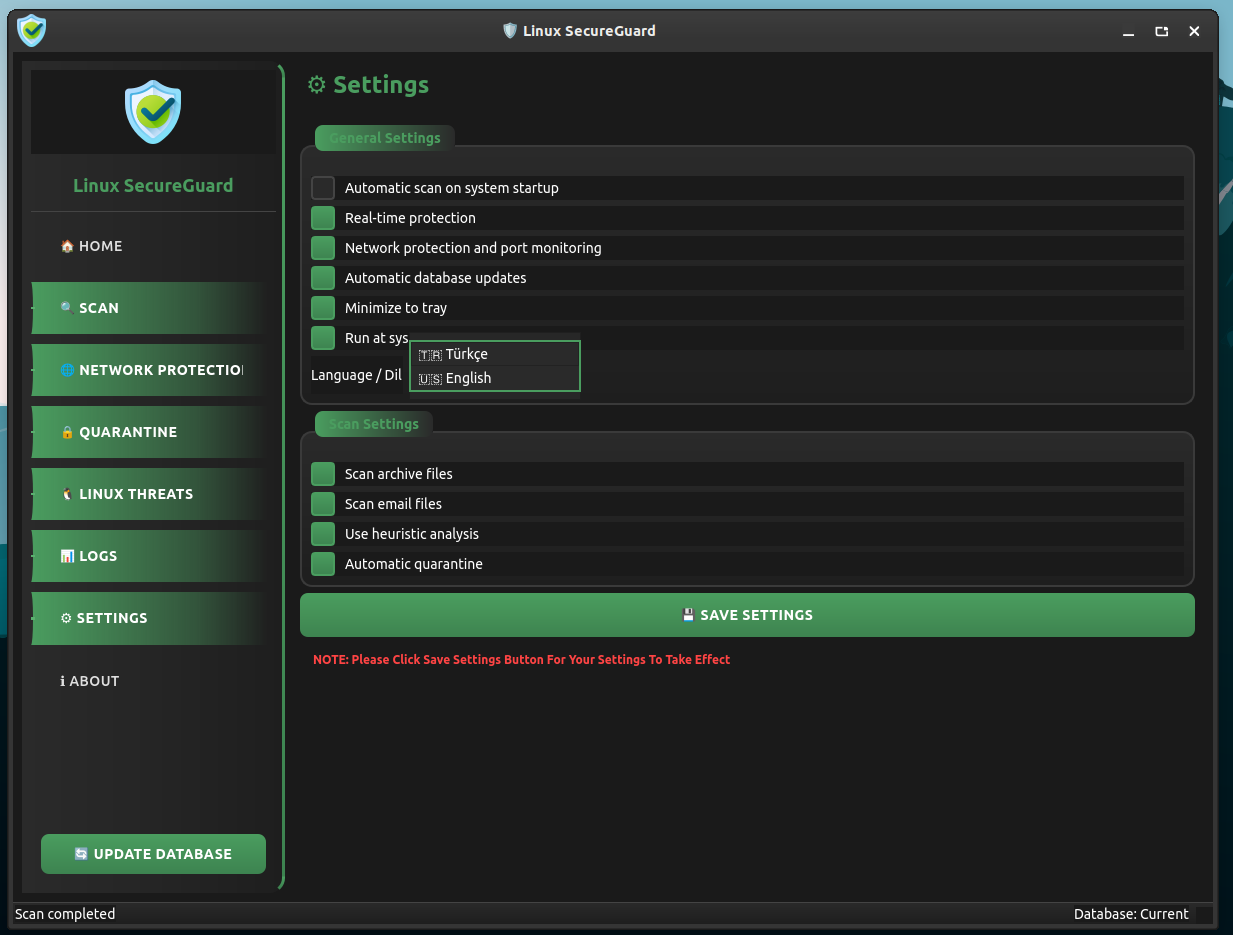 Linux SecureGuard
Linux SecureGuard
🏠 HOME
🔍 SCAN
🌐 NETWORK PROTECTIO
🔒 QUARANTINE
🐧 LINUX THREATS
📊 LOGS
⚙ SETTINGS
ℹ ABOUT
🔄 UPDATE DATABASE
⚙ Settings
General Settings
Automatic scan on system startup
Real-time protection
Network protection and port monitoring
Automatic database updates
Minimize to tray
Run at sys
Language / Dil
🇹🇷 Türkçe
🇺🇸 English
Scan Settings
Scan archive files
Scan email files
Use heuristic analysis
Automatic quarantine
💾 SAVE SETTINGS
NOTE: Please Click Save Settings Button For Your Settings To Take Effect
Scan completed
Database: Current